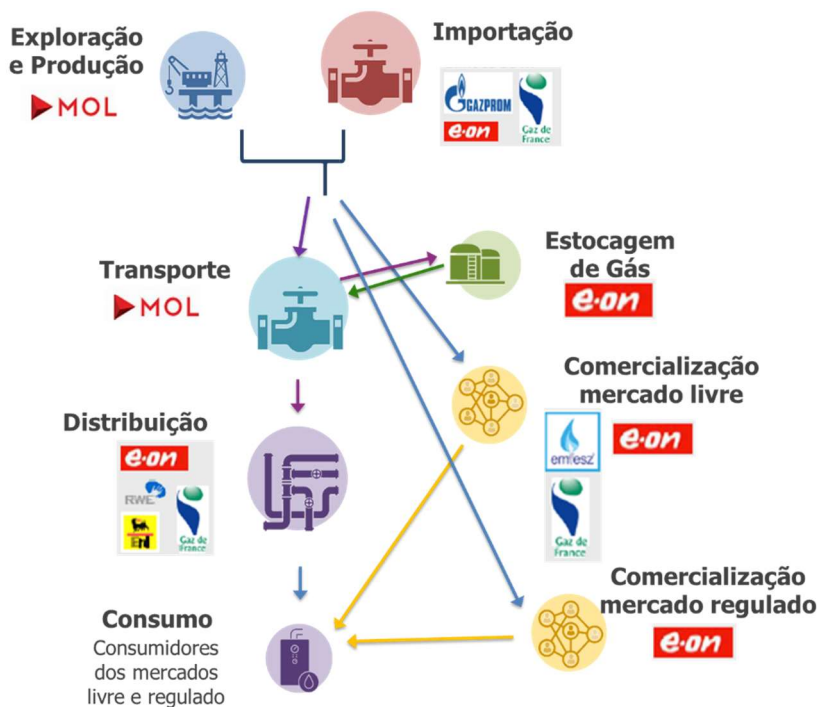 Exploração
e Produção
MOL
Importação
GAZPROM
e·on
Gaz de
France
Transporte
MOL
Estocagem
de Gás
e·on
Comercialização
mercado livre
emfesz
e·on
Gaz de
France
Distribuição
e·on
RWE
Eni
Gaz de
France
Comercialização
mercado regulado
e·on
Consumo
Consumidores
dos mercados
livre e regulado